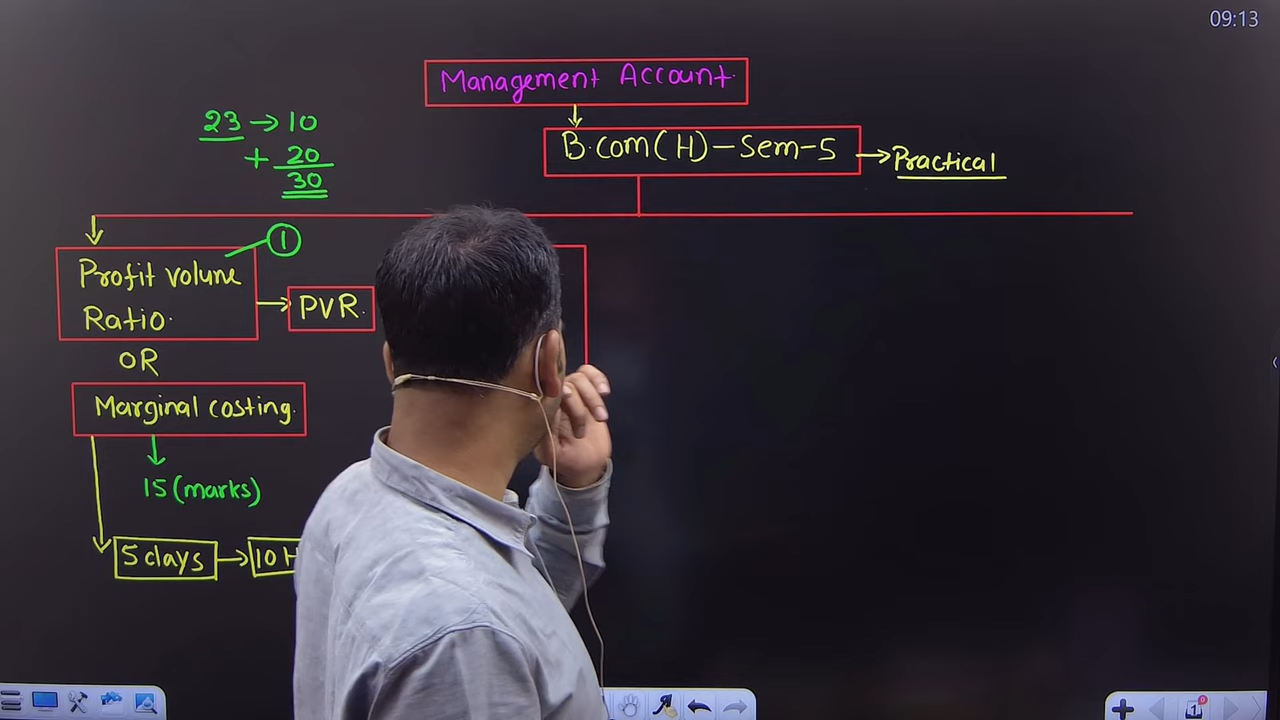 09:13
Management Account.
B.com(H)-Sem-5 → Practical
23 → 10
+ 20
30
Profit volume
Ratio.
①
→ PVR.
OR
Marginal costing.
15 (marks)
5 days → 10 H
1